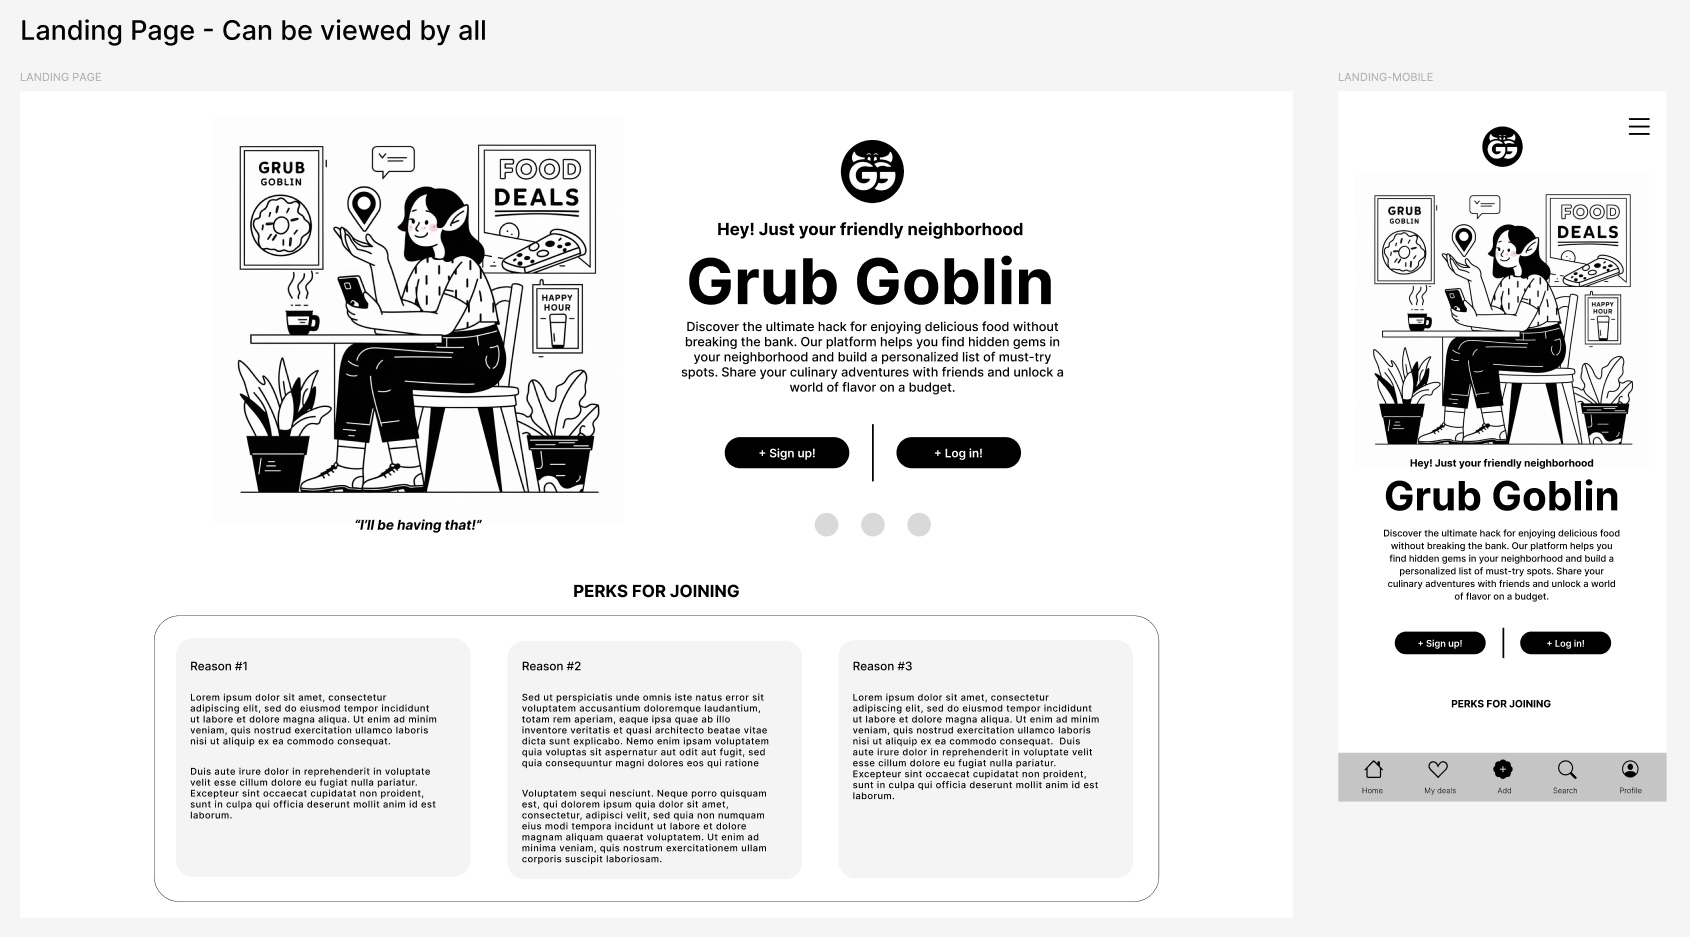 Landing Page - Can be viewed by all
LANDING PAGE
GRUB
GOBLIN
FOOD
DEALS
HAPPY
HOUR
“I’ll be having that!”
GG
Hey! Just your friendly neighborhood
Grub Goblin
Discover the ultimate hack for enjoying delicious food without
breaking the bank. Our platform helps you find hidden gems in
your neighborhood and build a personalized list of must-try
spots. Share your culinary adventures with friends and unlock a
world of flavor on a budget.
+ Sign up!
+ Log in!
PERKS FOR JOINING
Reason #1
Lorem ipsum dolor sit amet, consectetur
adipiscing elit, sed do eiusmod tempor incididunt
ut labore et dolore magna aliqua. Ut enim ad minim
veniam, quis nostrud exercitation ullamco laboris
nisi ut aliquip ex ea commodo consequat.
Duis aute irure dolor in reprehenderit in voluptate
velit esse cillum dolore eu fugiat nulla pariatur.
Excepteur sint occaecat cupidatat non proident,
sunt in culpa qui officia deserunt mollit anim id est
laborum.
Reason #2
Sed ut perspiciatis unde omnis iste natus error sit
voluptatem accusantium doloremque laudantium,
totam rem aperiam, eaque ipsa quae ab illo
inventore veritatis et quasi architecto beatae vitae
dicta sunt explicabo. Nemo enim ipsam voluptatem
quia voluptas sit aspernatur aut odit aut fugit, sed
quia consequuntur magni dolores eos qui ratione
Voluptatem sequi nesciunt. Neque porro quisquam
est, qui dolorem ipsum quia dolor sit amet,
consectetur, adipisci velit, sed quia non numquam
eius modi tempora incidunt ut labore et dolore
magnam aliquam quaerat voluptatem. Ut enim ad
minima veniam, quis nostrum exercitationem ullam
corporis suscipit laboriosam.
Reason #3
Lorem ipsum dolor sit amet, consectetur
adipiscing elit, sed do eiusmod tempor incididunt
ut labore et dolore magna aliqua. Ut enim ad minim
veniam, quis nostrud exercitation ullamco laboris
nisi ut aliquip ex ea commodo consequat.  Duis
aute irure dolor in reprehenderit in voluptate velit
esse cillum dolore eu fugiat nulla pariatur.
Excepteur sint occaecat cupidatat non proident,
sunt in culpa qui officia deserunt mollit anim id est
laborum.
LANDING-MOBILE
GG
GRUB
GOBLIN
FOOD
DEALS
HAPPY
HOUR
Hey! Just your friendly neighborhood
Grub Goblin
Discover the ultimate hack for enjoying delicious food
without breaking the bank. Our platform helps you
find hidden gems in your neighborhood and build a
personalized list of must-try spots. Share your
culinary adventures with friends and unlock a world
of flavor on a budget.
+ Sign up!
+ Log in!
PERKS FOR JOINING
Home
My deals
Add
Search
Profile